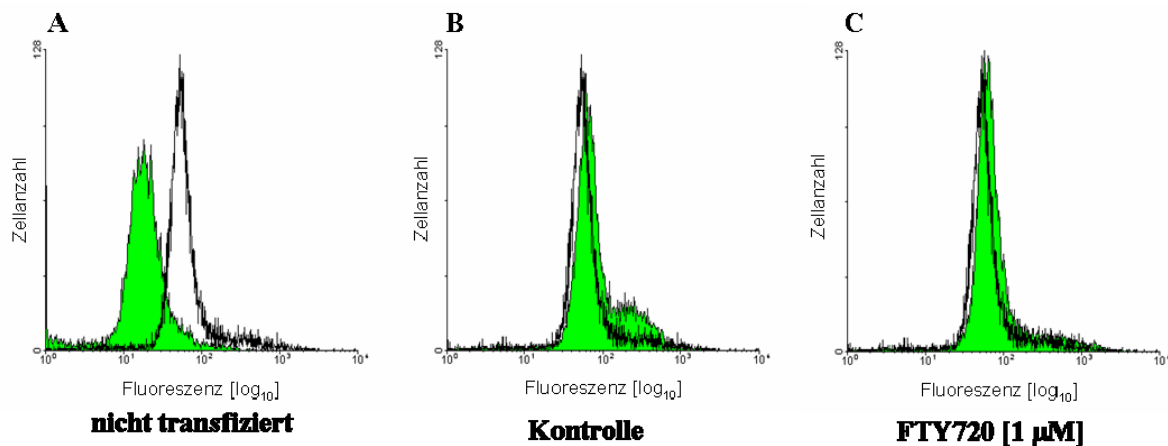 A
B
C
128
128
128
Zellanzahl
Zellanzahl
Zellanzahl
0
0
0
10⁰ 10¹ 10² 10³ 10⁴
10⁰ 10¹ 10² 10³ 10⁴
10⁰ 10¹ 10² 10³ 10⁴
Fluoreszenz [log₁₀]
Fluoreszenz [log₁₀]
Fluoreszenz [log₁₀]
nicht transfiziert
Kontrolle
FTY720 [1 µM]